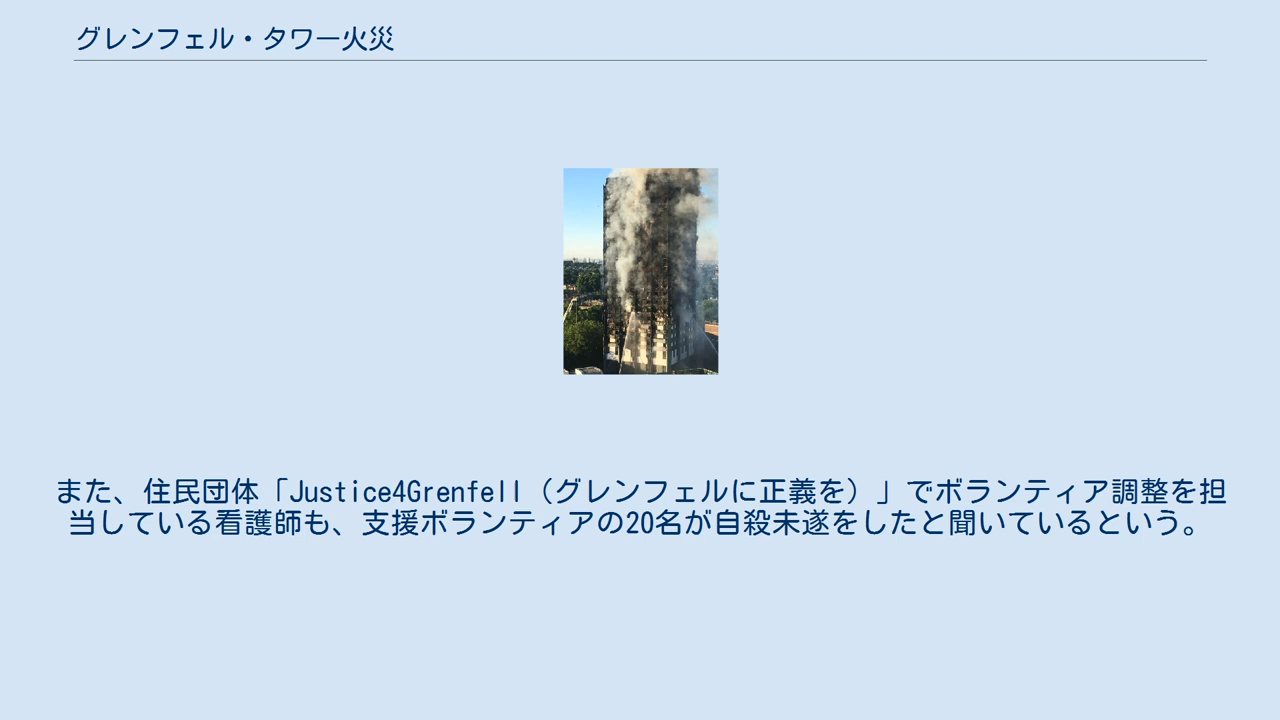 グレンフェル・タワー火災
また、住民団体「Justice4Grenfell（グレンフェルに正義を）」でボランティア調整を担
当している看護師も、支援ボランティアの20名が自殺未遂をしたと聞いているという。